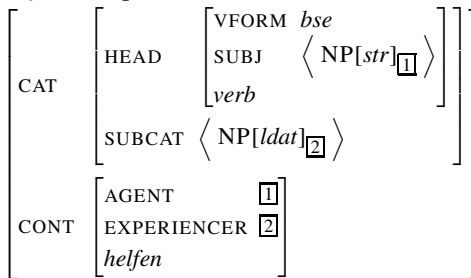 VFORM bse
HEAD SUBJ ⟨ NP[str]1 ⟩
CAT verb
SUBCAT ⟨ NP[ldat]2 ⟩
AGENT 1
CONT EXPERIENCER 2
helfen